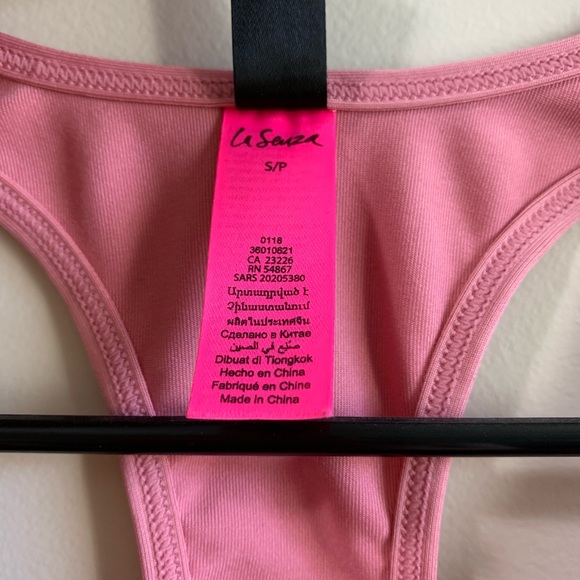 La Senza
S/P
0118
36010621
CA 23226
RN 54867
SARS 20205380
Արտադրված է
Չինաստանում
ผลิตในประเทศจีน
Сделано в Китае
صنع في الصين
Dibuat di Tiongkok
Hecho en China
Fabriqué en Chine
Made in China